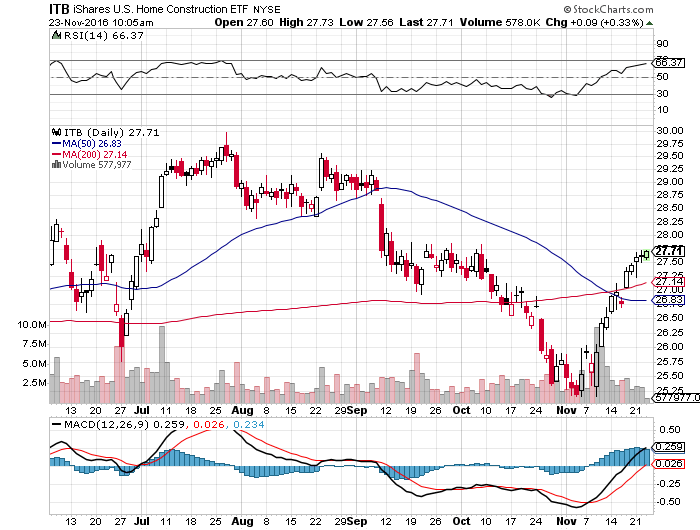 ITB iShares U.S. Home Construction ETF NYSE
© StockCharts.com
23-Nov-2016 10:05am
Open 27.60 High 27.73 Low 27.56 Last 27.71 Volume 578.0K Chg +0.09 (+0.33%)
RSI(14) 66.37
90
66.37
50
30
10
ITB (Daily) 27.71
MA(50) 26.83
MA(200) 27.14
Volume 577,977
30.00
29.75
29.50
29.25
29.00
28.75
28.50
28.25
28.00
27.71
27.50
27.25
27.14
27.00
26.83
26.50
26.25
26.00
25.75
25.50
25.25
577977.0
10.0M
7.5M
5.0M
2.5M
13 20 27 Jul 11 18 25 Aug 8 15 22 29 Sep 12 19 26 Oct 10 17 24 Nov 7 14 21
MACD(12,26,9) 0.259, 0.026, 0.234
0.50
0.259
0.026
-0.25
-0.50
13 20 27 Jul 11 18 25 Aug 8 15 22 29 Sep 12 19 26 Oct 10 17 24 Nov 7 14 21